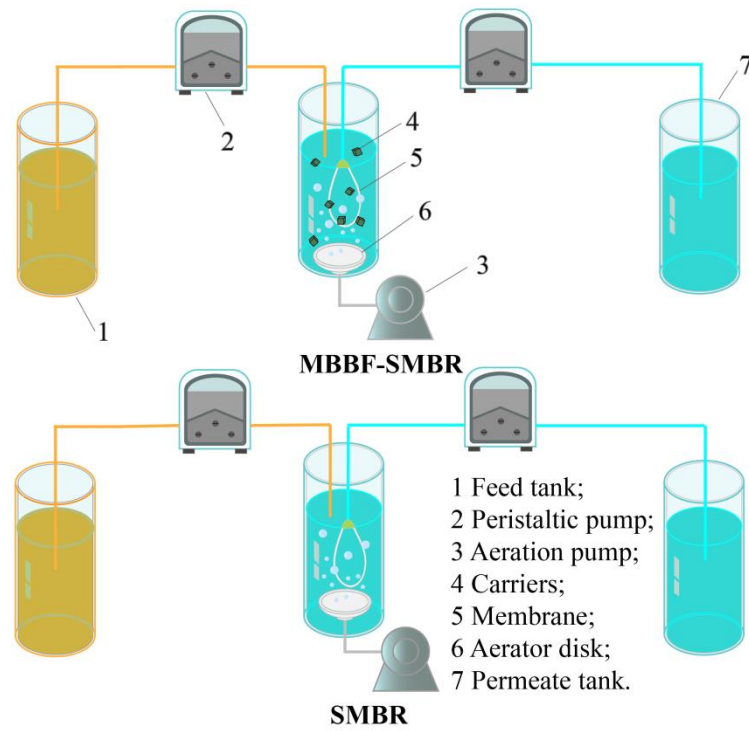 7
2
4
5
6
3
1
MBBF-SMBR
1 Feed tank;
2 Peristaltic pump;
3 Aeration pump;
4 Carriers;
5 Membrane;
6 Aerator disk;
7 Permeate tank.
SMBR